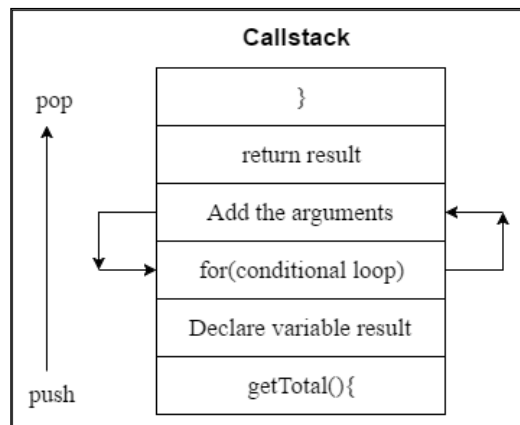 Callstack
pop
}
return result
Add the arguments
for(conditional loop)
Declare variable result
push
getTotal(){